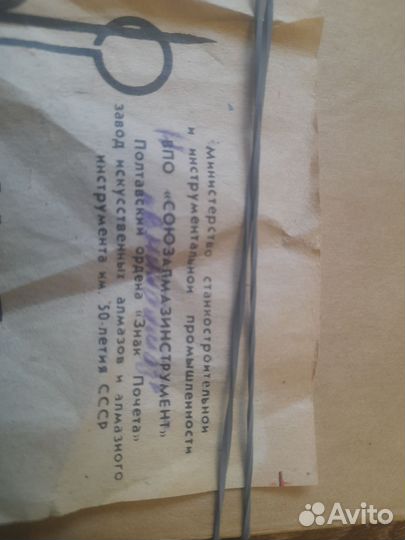 Министерство станкостроительной
и инструментальной промышленности
ВПО «СОЮЗАЛМАЗИНСТРУМЕНТ»
Полтавский ордена „Знак Почета“
завод искусственных алмазов и алмазного
инструмента им. 50-летия СССР
Avito